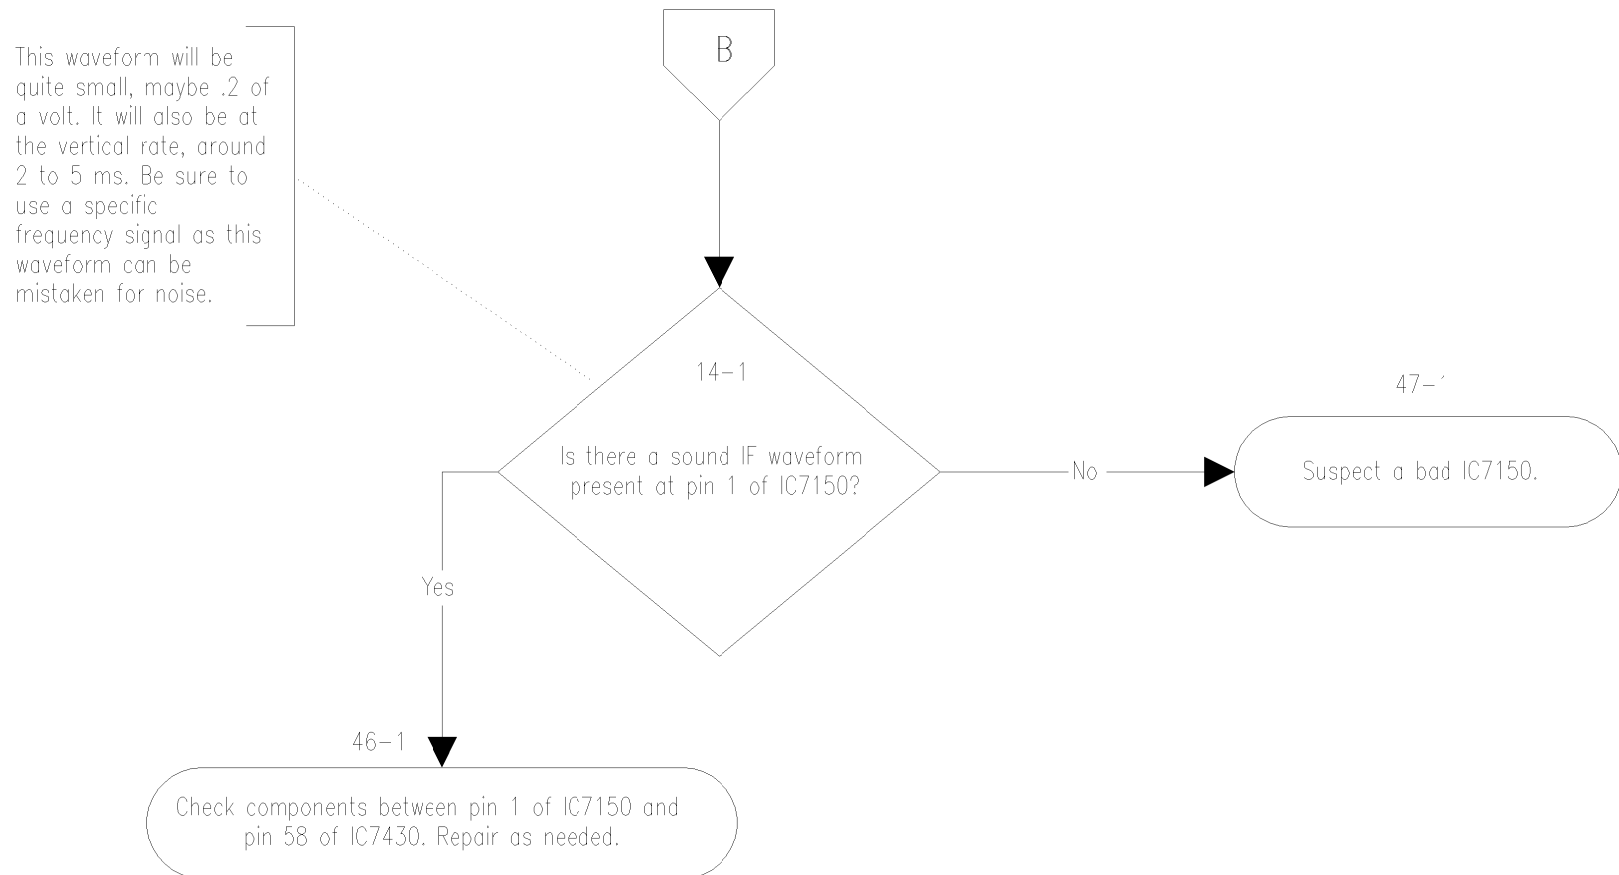 B
This waveform will be
quite small, maybe .2 of
a volt. It will also be at
the vertical rate, around
2 to 5 ms. Be sure to
use a specific
frequency signal as this
waveform can be
mistaken for noise.
14-1
Is there a sound IF waveform
present at pin 1 of IC7150?
No
47-
Suspect a bad IC7150.
Yes
46-1
Check components between pin 1 of IC7150 and
pin 58 of IC7430. Repair as needed.